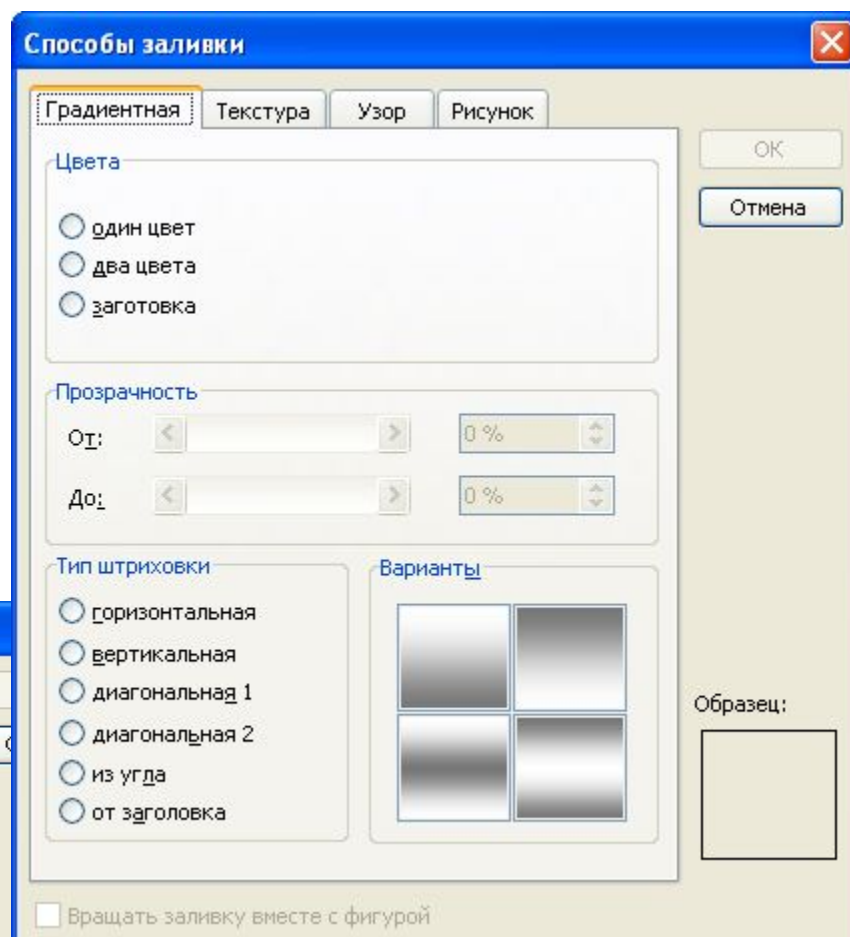 Способы заливки
Градиентная Текстура Узор Рисунок
ОК
Отмена
Цвета
один цвет
два цвета
заготовка
Прозрачность
От: 0 %
До: 0 %
Тип штриховки
горизонтальная
вертикальная
диагональная 1
диагональная 2
из угла
от заголовка
Варианты
Образец:
Вращать заливку вместе с фигурой